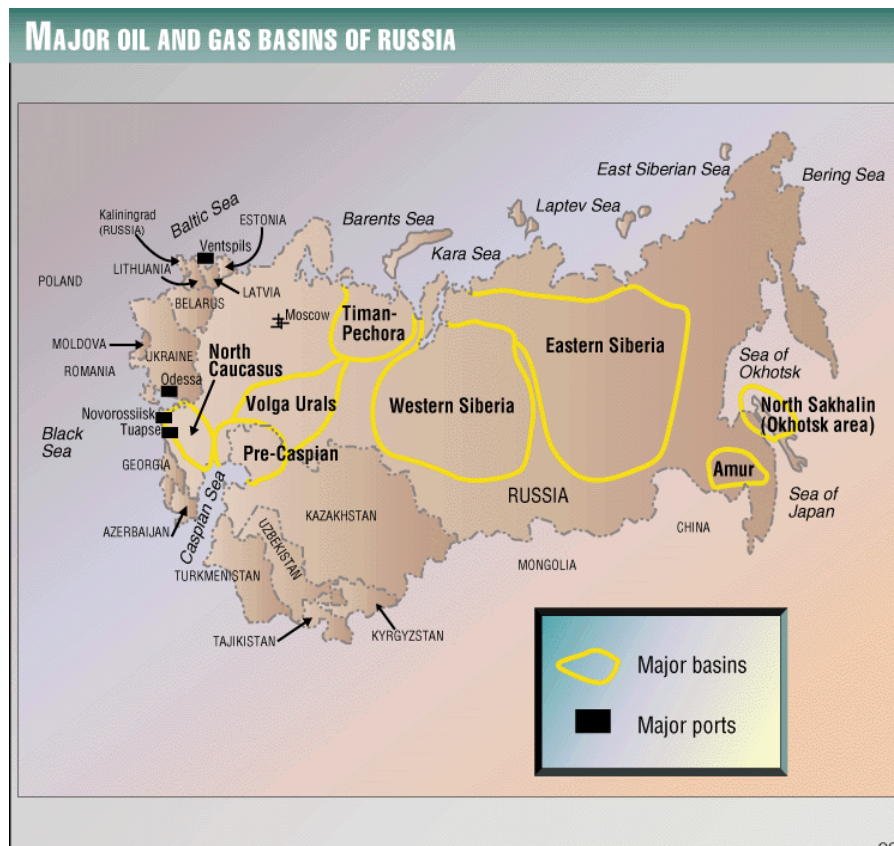 MAJOR OIL AND GAS BASINS OF RUSSIA
East Siberian Sea
Bering Sea
Laptev Sea
Barents Sea
Kara Sea
Baltic Sea
Kaliningrad
(RUSSIA)
ESTONIA
Ventspils
LITHUANIA
LATVIA
POLAND
BELARUS
Moscow
Timan-
Pechora
MOLDOVA
UKRAINE
ROMANIA
North
Caucasus
Eastern Siberia
Sea of
Okhotsk
Odessa
Volga Urals
Western Siberia
North Sakhalin
(Okhotsk area)
Novorossiisk
Tuapse
Black
Sea
Pre-Caspian
GEORGIA
Amur
Caspian Sea
RUSSIA
Sea of
Japan
KAZAKHSTAN
AZERBAIJAN
UZBEKISTAN
CHINA
MONGOLIA
TURKMENISTAN
TAJIKISTAN
KYRGYZSTAN
Major basins
Major ports